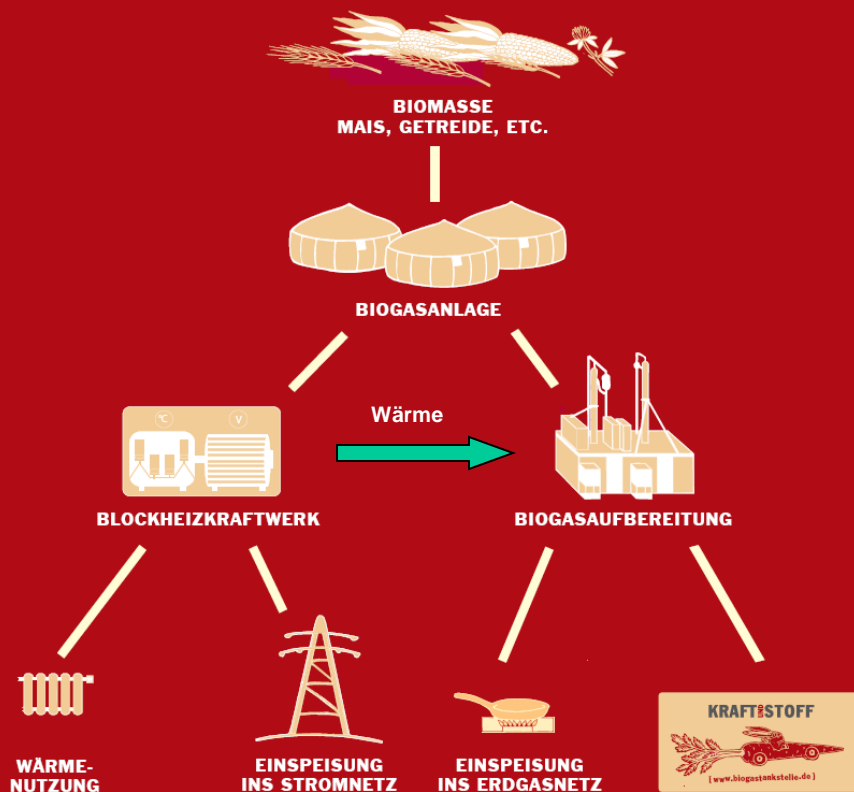 BIOMASSE
MAIS, GETREIDE, ETC.
BIOGASANLAGE
°C
V
Wärme
BLOCKHEIZKRAFTWERK
BIOGASAUFBEREITUNG
WÄRME-
NUTZUNG
EINSPEISUNG
INS STROMNETZ
EINSPEISUNG
INS ERDGASNETZ
KRAFT UND STOFF
[www.biogastankstelle.de]